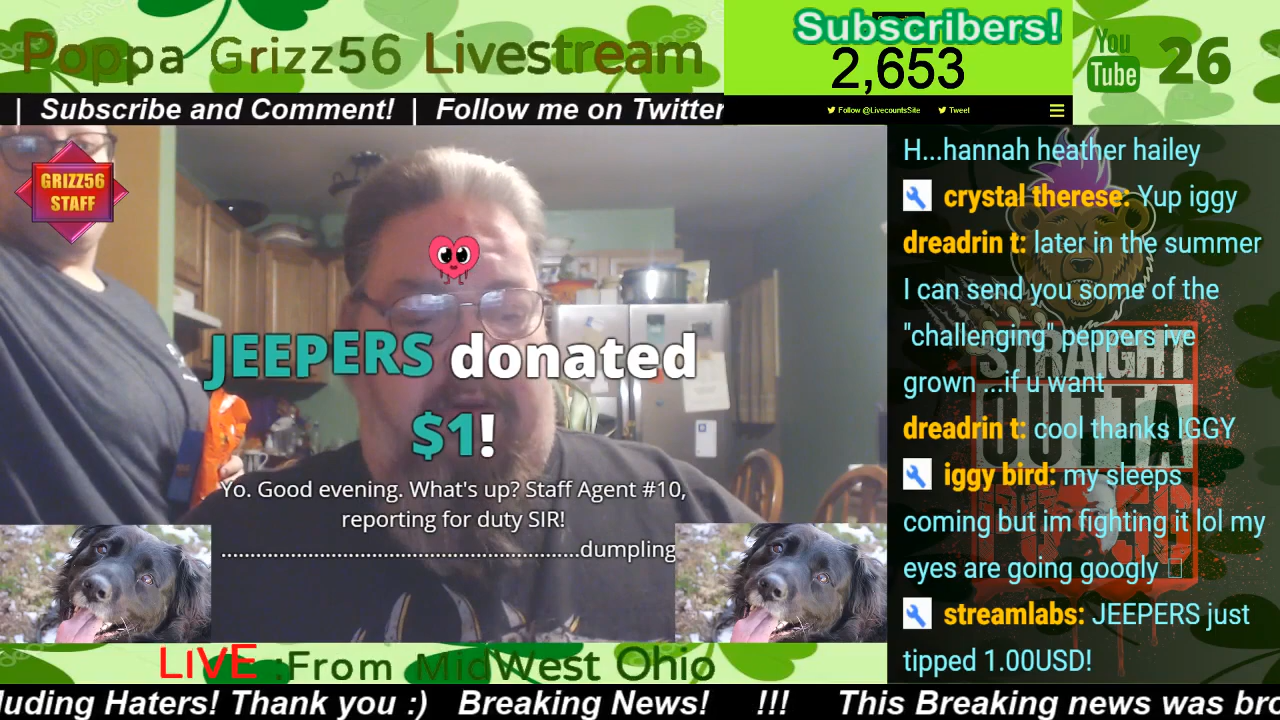 Poppa Grizz56 Livestream
Subscribers!
2,653
Follow @LivecountsSite
Tweet
You
Tube
26
| Subscribe and Comment! | Follow me on Twitter
GRIZZ56
STAFF
JEEPERS donated
$1!
Yo. Good evening. What's up? Staff Agent #10,
reporting for duty SIR!
..............................................................dumpling
H...hannah heather hailey
crystal therese: Yup iggy
dreadrin t: later in the summer
I can send you some of the
"challenging" peppers ive
grown ...if u want
dreadrin t: cool thanks IGGY
iggy bird: my sleeps
coming but im fighting it lol my
eyes are going googly
streamlabs: JEEPERS just
tipped 1.00USD!
STRAIGHT
OUTTA
LIVE :From MidWest Ohio
luding Haters! Thank you :) Breaking News! !!! This Breaking news was bro